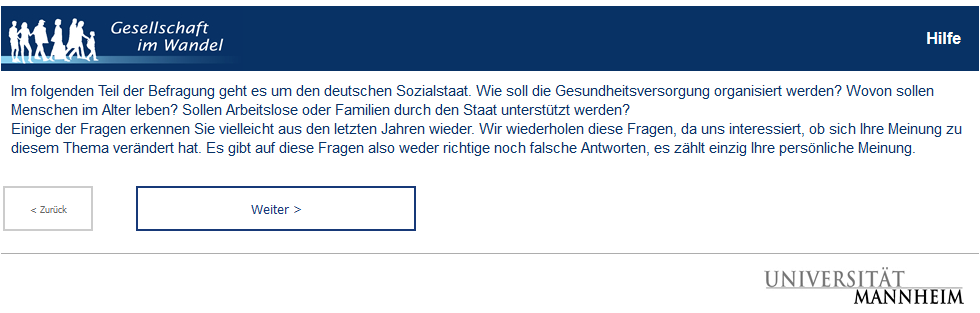 Gesellschaft
im Wandel
Hilfe
Im folgenden Teil der Befragung geht es um den deutschen Sozialstaat. Wie soll die Gesundheitsversorgung organisiert werden? Wovon sollen
Menschen im Alter leben? Sollen Arbeitslose oder Familien durch den Staat unterstützt werden?
Einige der Fragen erkennen Sie vielleicht aus den letzten Jahren wieder. Wir wiederholen diese Fragen, da uns interessiert, ob sich Ihre Meinung zu
diesem Thema verändert hat. Es gibt auf diese Fragen also weder richtige noch falsche Antworten, es zählt einzig Ihre persönliche Meinung.
< Zurück
Weiter >
UNIVERSITÄT
MANNHEIM